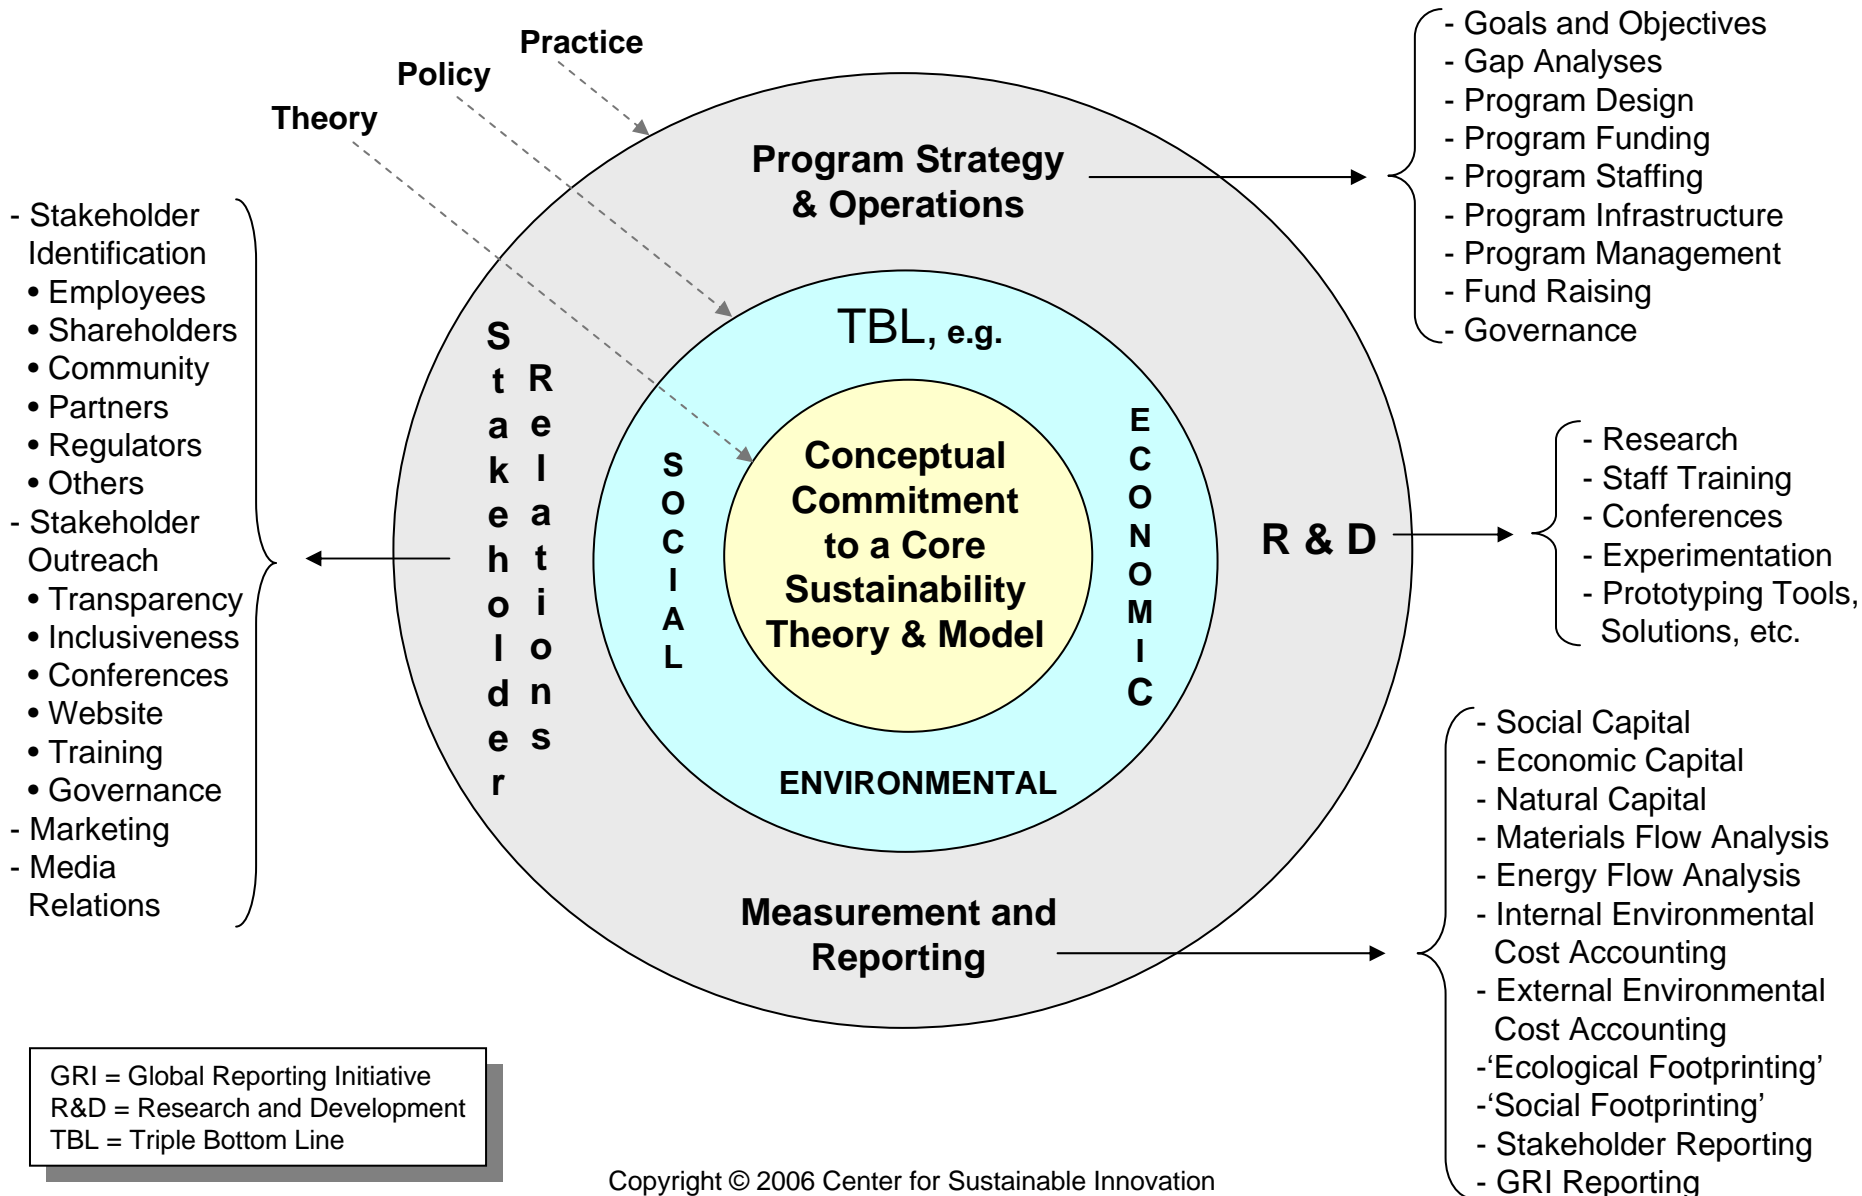 Practice
Policy
Theory
Program Strategy
& Operations
- Goals and Objectives
- Gap Analyses
- Program Design
- Program Funding
- Program Staffing
- Program Infrastructure
- Program Management
- Fund Raising
- Governance
- Stakeholder
Identification
• Employees
• Shareholders
• Community
• Partners
• Regulators
• Others
- Stakeholder
Outreach
• Transparency
• Inclusiveness
• Conferences
• Website
• Training
• Governance
- Marketing
- Media
Relations
Stakeholder
Relations
TBL, e.g.
SOCIAL
ECONOMIC
ENVIRONMENTAL
Conceptual
Commitment
to a Core
Sustainability
Theory & Model
R & D
- Research
- Staff Training
- Conferences
- Experimentation
- Prototyping Tools,
Solutions, etc.
Measurement and
Reporting
- Social Capital
- Economic Capital
- Natural Capital
- Materials Flow Analysis
- Energy Flow Analysis
- Internal Environmental
Cost Accounting
- External Environmental
Cost Accounting
-‘Ecological Footprinting’
-‘Social Footprinting’
- Stakeholder Reporting
- GRI Reporting
GRI = Global Reporting Initiative
R&D = Research and Development
TBL = Triple Bottom Line
Copyright © 2006 Center for Sustainable Innovation